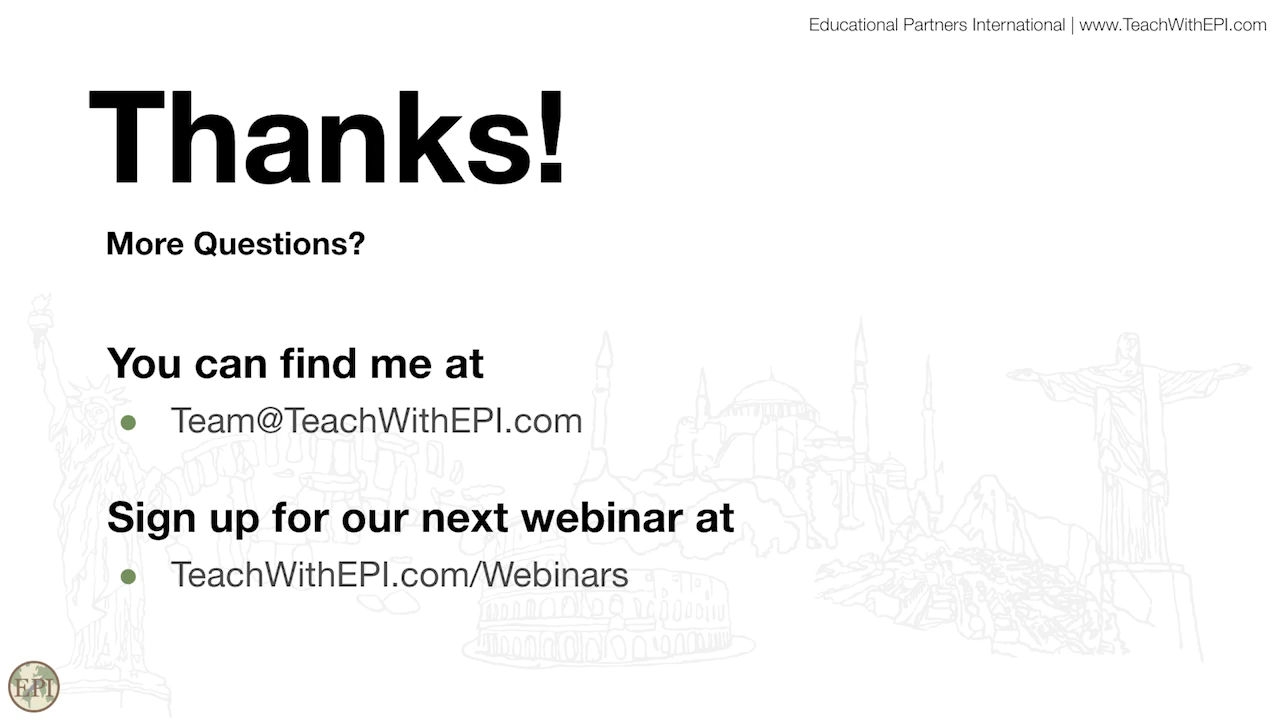 Educational Partners International | www.TeachWithEPI.com
Thanks!
More Questions?
You can find me at
● Team@TeachWithEPI.com
Sign up for our next webinar at
● TeachWithEPI.com/Webinars
EPI